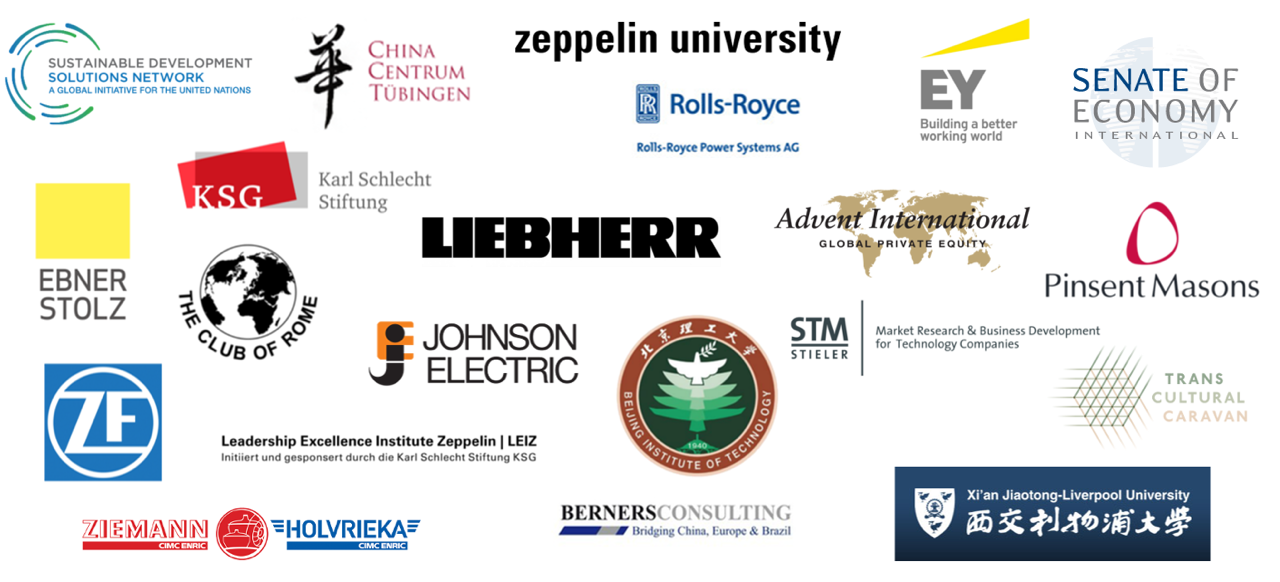 SUSTAINABLE DEVELOPMENT
SOLUTIONS NETWORK
A GLOBAL INITIATIVE FOR THE UNITED NATIONS
華
CHINA
CENTRUM
TÜBINGEN
zeppelin university
ROLLS
RR
ROYCE
Rolls-Royce
Rolls-Royce Power Systems AG
EY
Building a better
working world
SENATE OF
ECONOMY
INTERNATIONAL
KSG
Karl Schlecht
Stiftung
EBNER
STOLZ
THE CLUB OF ROME
LIEBHERR
Advent International
GLOBAL PRIVATE EQUITY
Pinsent Masons
JOHNSON
ELECTRIC
北京理工大学
1940
BEIJING INSTITUTE OF TECHNOLOGY
STM
STIELER
Market Research & Business Development
for Technology Companies
TRANS
CULTURAL
CARAVAN
ZF
Leadership Excellence Institute Zeppelin | LEIZ
Initiiert und gesponsert durch die Karl Schlecht Stiftung KSG
ZIEMANN
CIMC ENRIC
HOLVRIEKA
CIMC ENRIC
BERNERSCONSULTING
Bridging China, Europe & Brazil
Xi'an Jiaotong-Liverpool University
西交利物浦大学